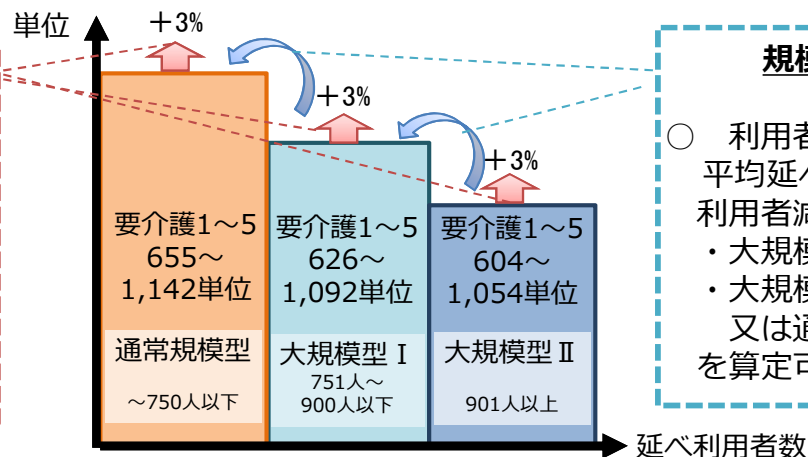 単位
+3%
+3%
+3%
要介護1～5
655～
1,142単位
通常規模型
～750人以下
要介護1～5
626～
1,092単位
大規模型Ⅰ
751人～
900人以下
要介護1～5
604～
1,054単位
大規模型Ⅱ
901人以上
延べ利用者数
規模
○ 利用者
平均延べ
利用者減
・大規模
・大規模
又は通
を算定可